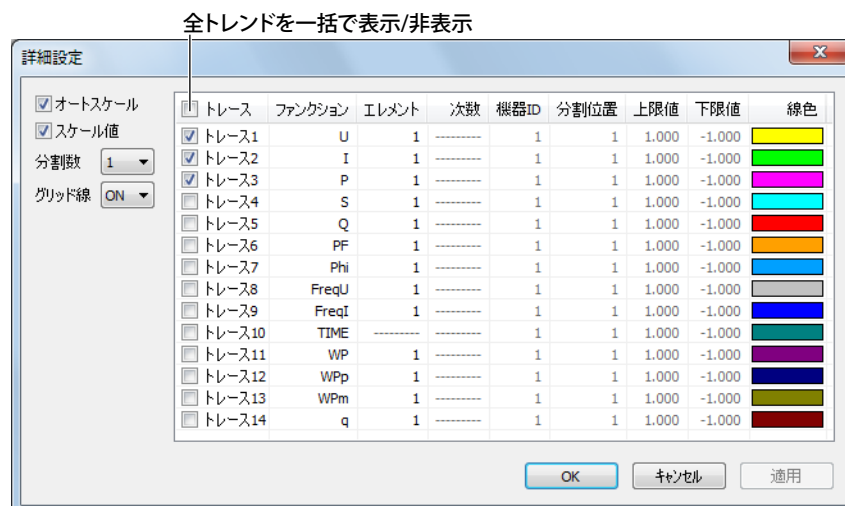 全トレンドを一括で表示/非表示
詳細設定
オートスケール
スケール値
分割数 1
グリッド線 ON
トレース ファンクション エレメント 次数 機器ID 分割位置 上限値 下限値 線色
トレース1 U 1 --------- 1 1 1.000 -1.000
トレース2 I 1 --------- 1 1 1.000 -1.000
トレース3 P 1 --------- 1 1 1.000 -1.000
トレース4 S 1 --------- 1 1 1.000 -1.000
トレース5 Q 1 --------- 1 1 1.000 -1.000
トレース6 PF 1 --------- 1 1 1.000 -1.000
トレース7 Phi 1 --------- 1 1 1.000 -1.000
トレース8 FreqU 1 --------- 1 1 1.000 -1.000
トレース9 FreqI 1 --------- 1 1 1.000 -1.000
トレース10 TIME --------- --------- 1 1 1.000 -1.000
トレース11 WP 1 --------- 1 1 1.000 -1.000
トレース12 WPp 1 --------- 1 1 1.000 -1.000
トレース13 WPm 1 --------- 1 1 1.000 -1.000
トレース14 q 1 --------- 1 1 1.000 -1.000
OK キャンセル 適用